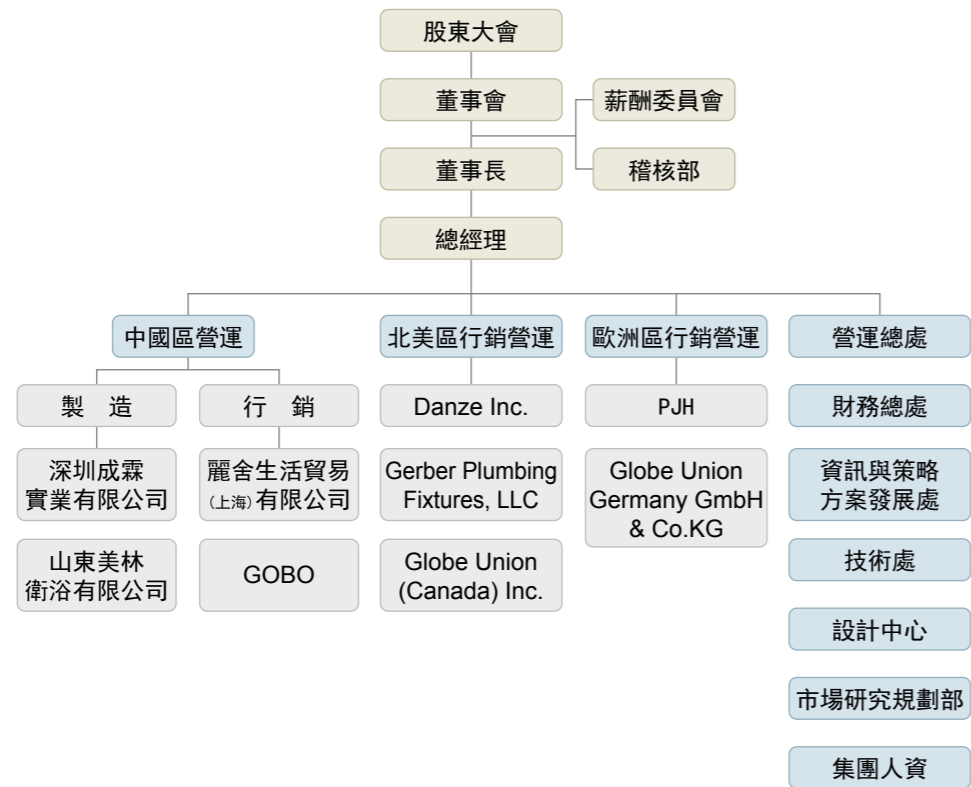 股東大會
董事會
薪酬委員會
董事長
稽核部
總經理
中國區營運
北美區行銷營運
歐洲區行銷營運
營運總處
製 造
行 銷
Danze Inc.
PJH
財務總處
深圳成霖
實業有限公司
麗舍生活貿易
(上海)有限公司
Gerber Plumbing
Fixtures, LLC
Globe Union
Germany GmbH
& Co.KG
資訊與策略
方案發展處
山東美林
衛浴有限公司
GOBO
Globe Union
(Canada) Inc.
技術處
設計中心
市場研究規劃部
集團人資